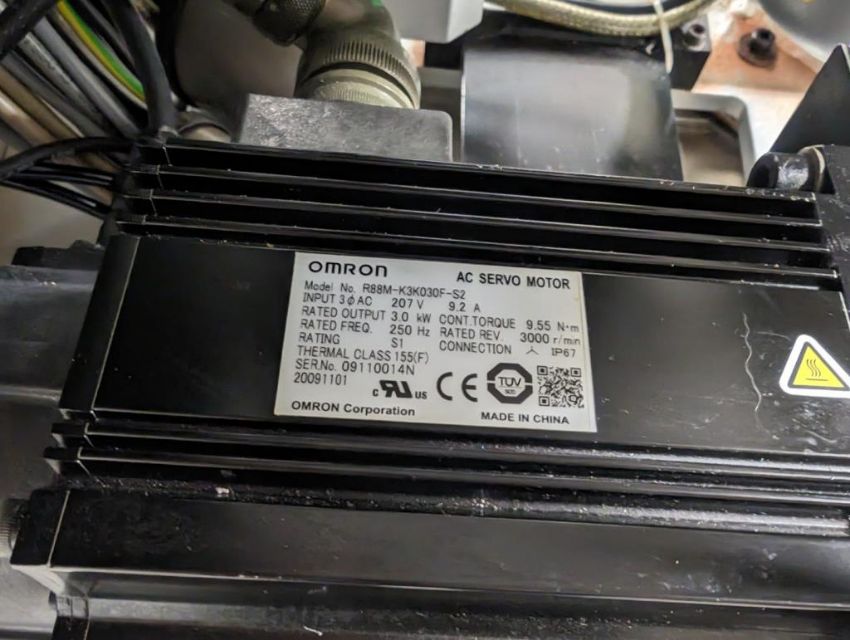 OMRON AC SERVO MOTOR
Model No. R88M-K3K030F-S2
INPUT 3ϕAC 207 V 9.2 A
RATED OUTPUT 3.0 kW CONT.TORQUE 9.55 N·m
RATED FREQ. 250 Hz RATED REV. 3000 r/min
RATING S1 CONNECTION ⅄ IP67
THERMAL CLASS 155(F)
SER.No. 09110014N
20091101
c RU US CE TUV
OMRON Corporation MADE IN CHINA